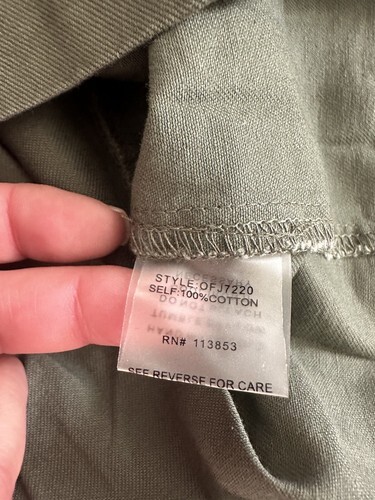 STYLE:OFJ7220
SELF:100%COTTON
RN# 113853
SEE REVERSE FOR CARE